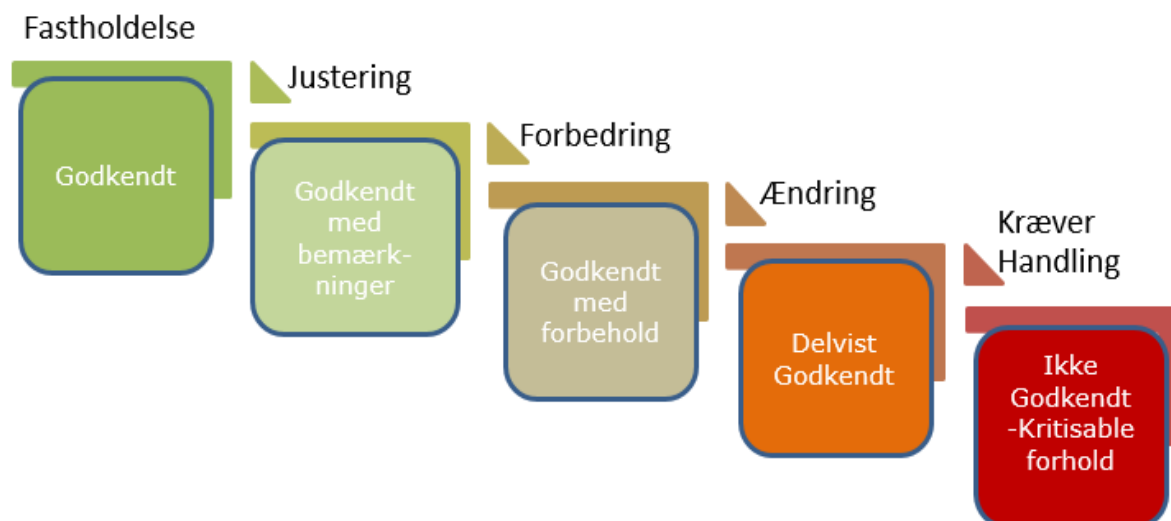 Fastholdelse
Godkendt
Justering
Godkendt
med
bemærk-
ninger
Forbedring
Godkendt
med
forbehold
Ændring
Delvist
Godkendt
Kræver
Handling
Ikke
Godkendt
-Kritisable
forhold